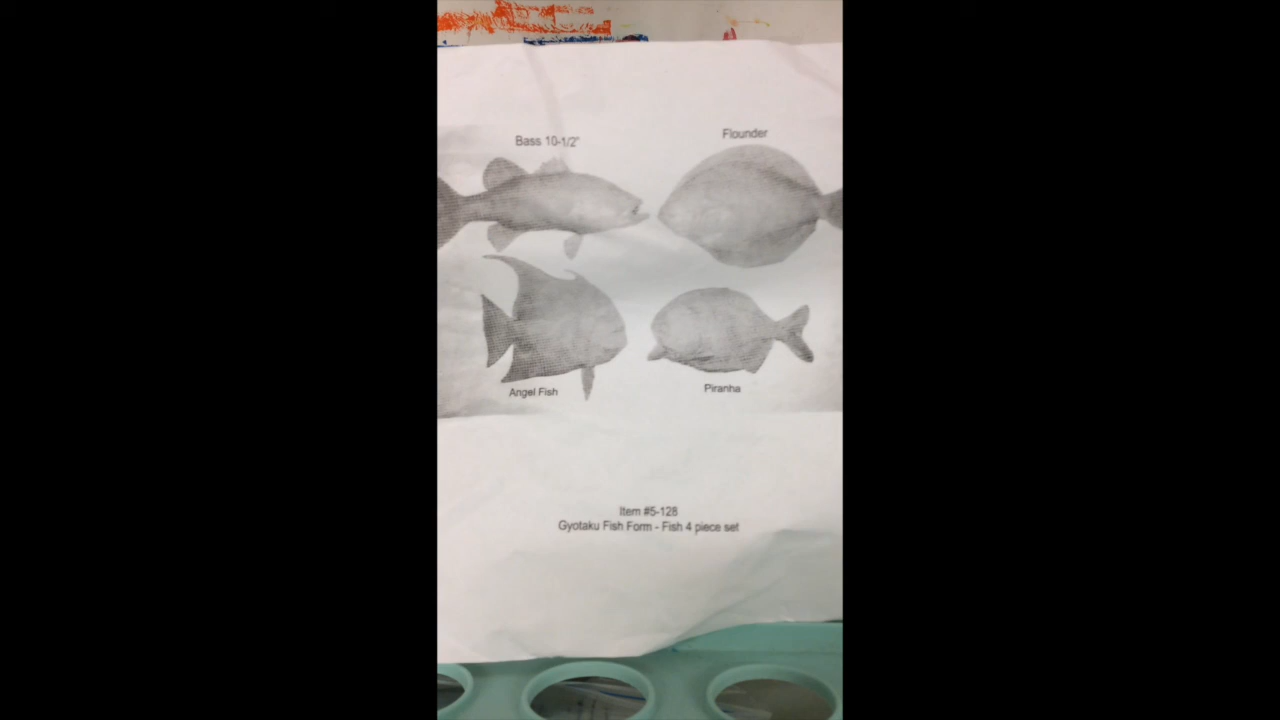 Bass 10-1/2"
Flounder
Angel Fish
Piranha
Item #5-128
Gyotaku Fish Form - Fish 4 piece set